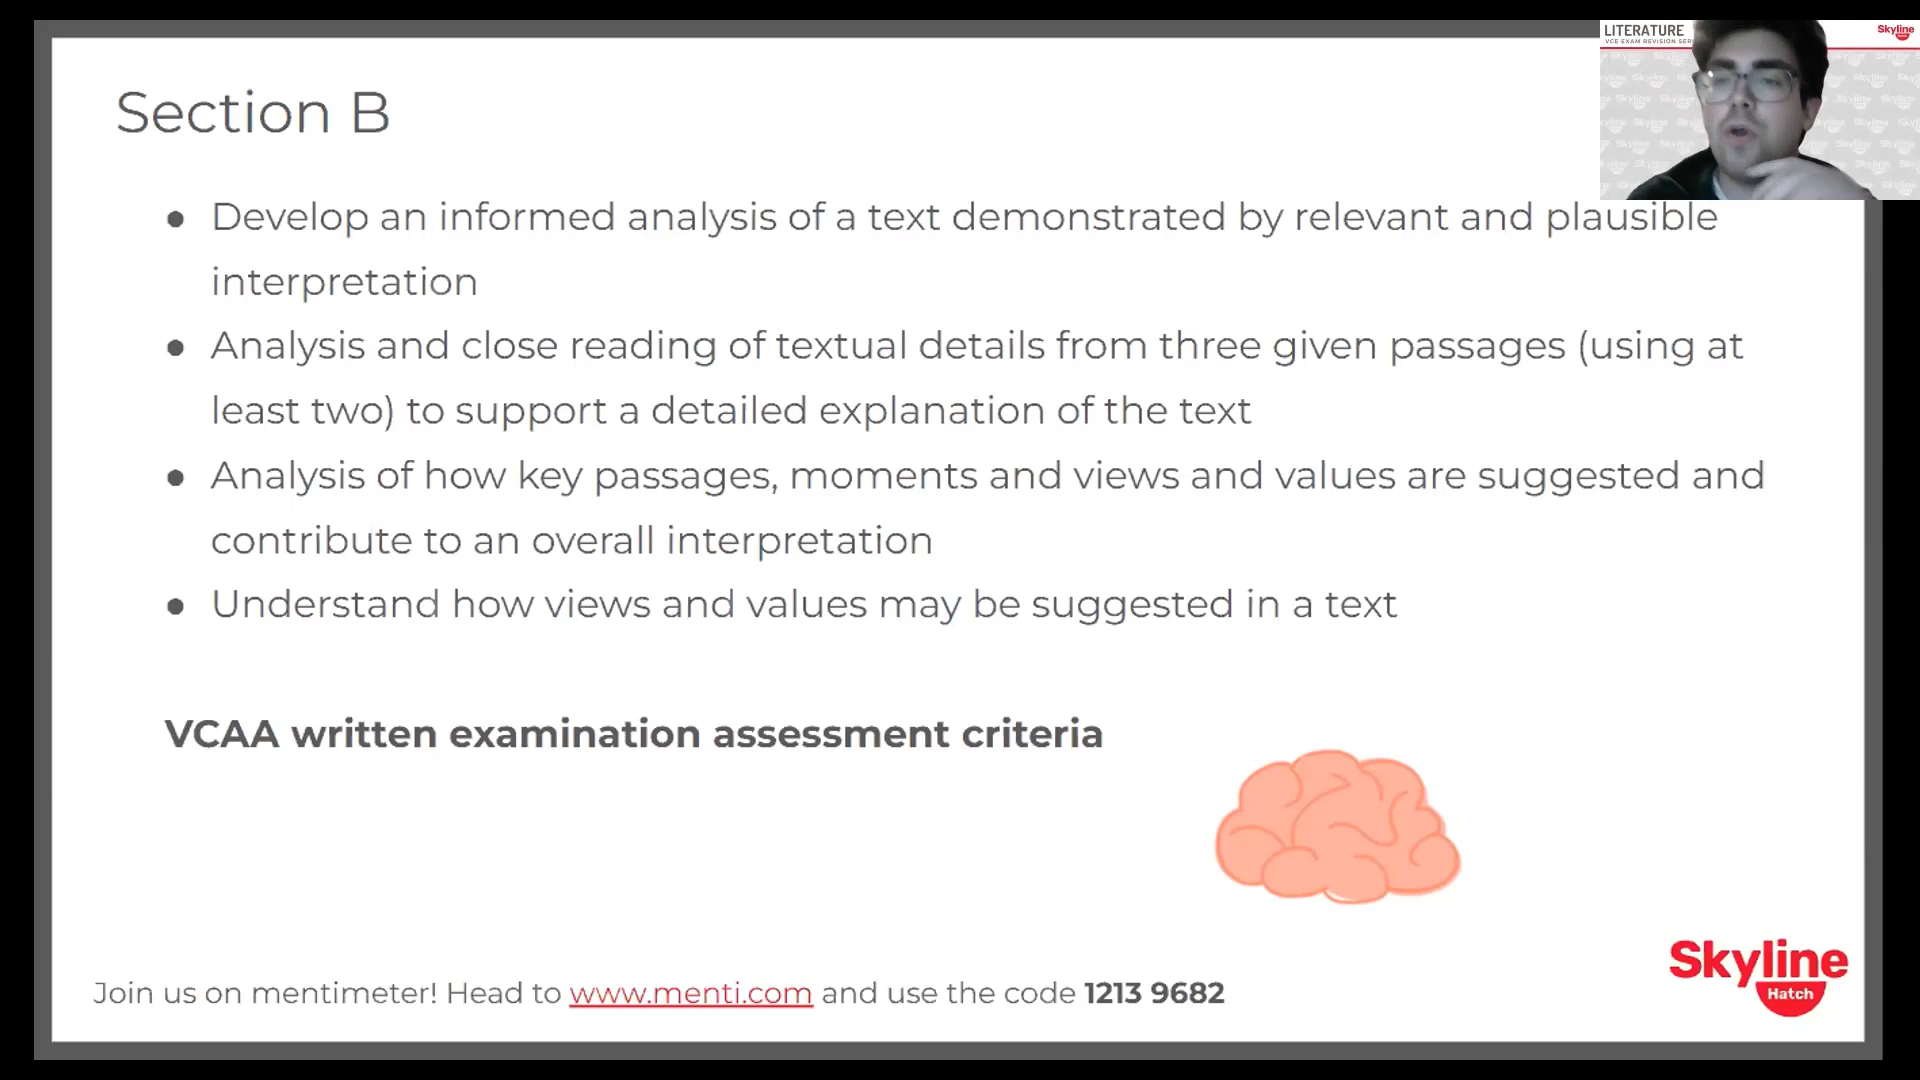 Section B
LITERATURE
VCE EXAM REVISION SER
Skyline
Develop an informed analysis of a text demonstrated by relevant and plausible
interpretation
Analysis and close reading of textual details from three given passages (using at
least two) to support a detailed explanation of the text
Analysis of how key passages, moments and views and values are suggested and
contribute to an overall interpretation
Understand how views and values may be suggested in a text
VCAA written examination assessment criteria
Join us on mentimeter! Head to www.menti.com and use the code 1213 9682
Skyline
Hatch